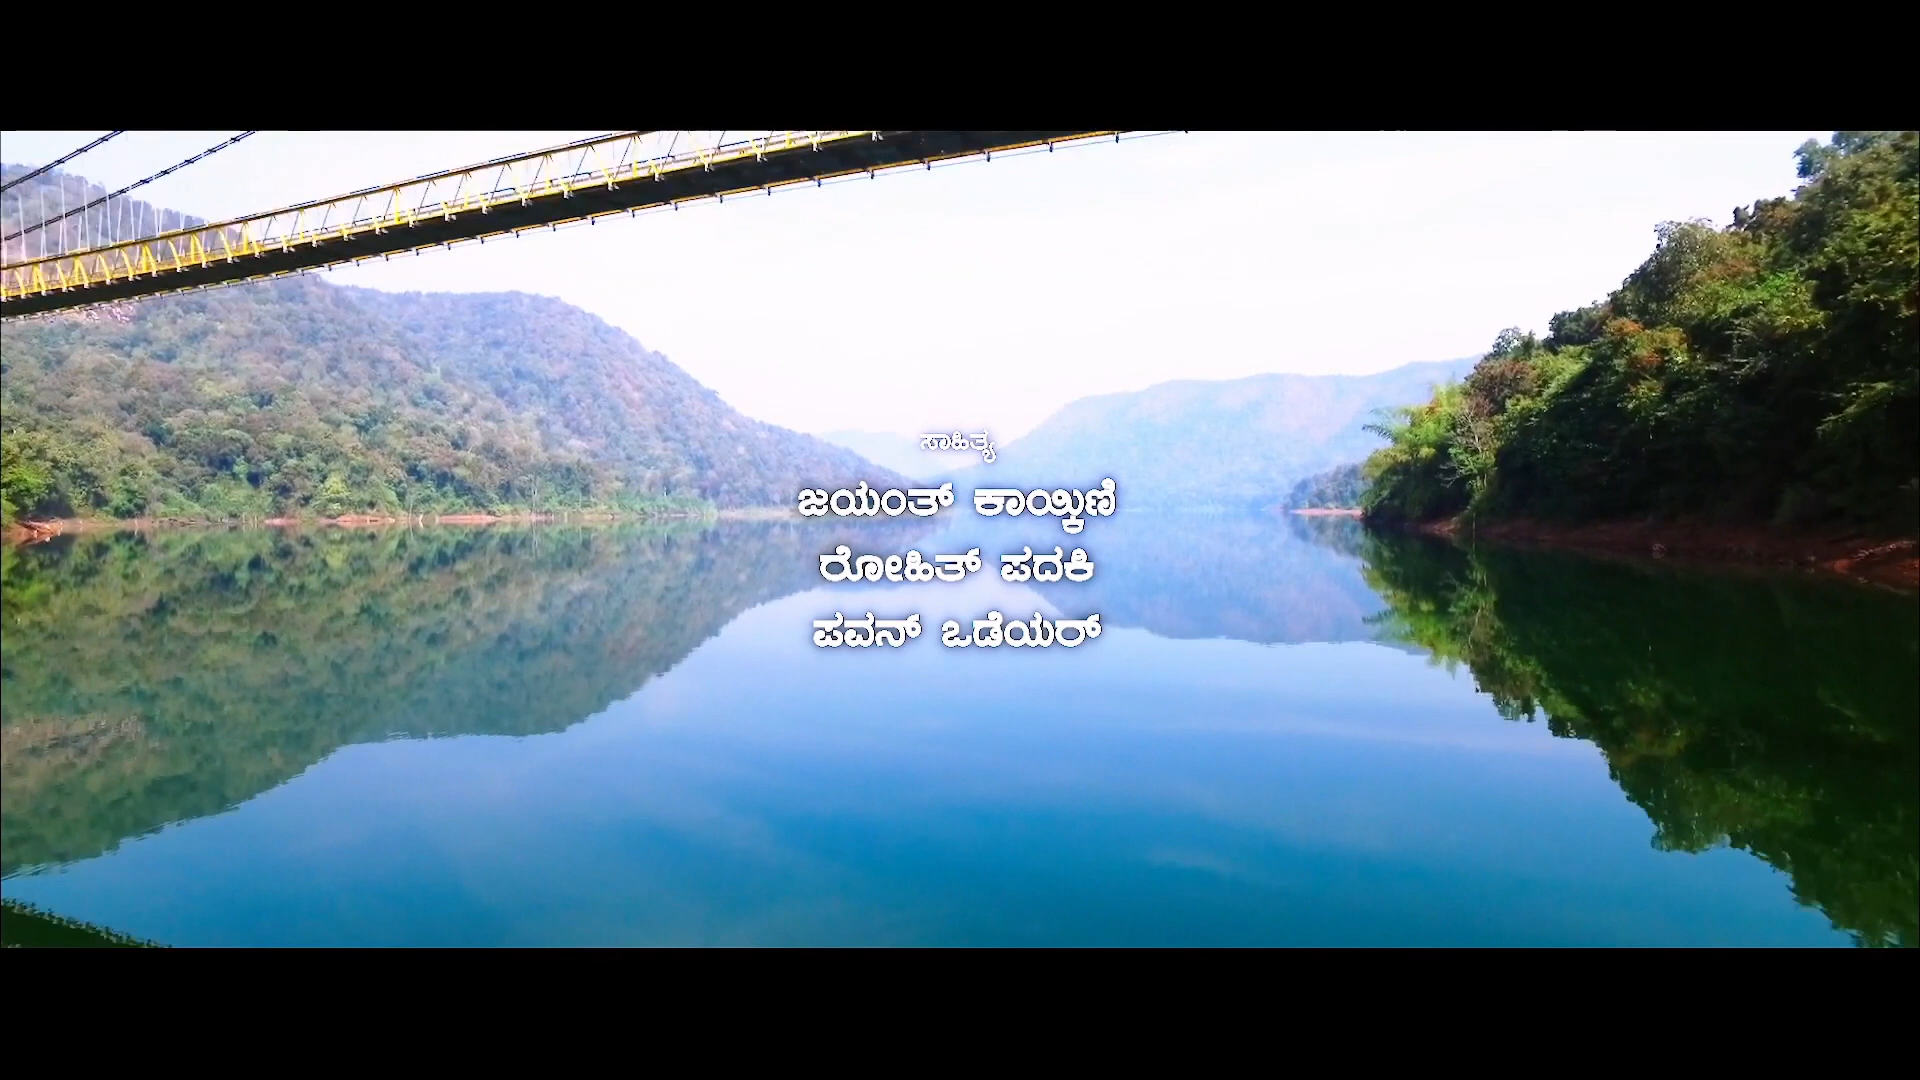 ಸಾಹಿತ್ಯ
ಜಯಂತ್ ಕಾಯ್ಕಿಣಿ
ರೋಹಿತ್ ಪದಕಿ
ಪವನ್ ಒಡೆಯರ್